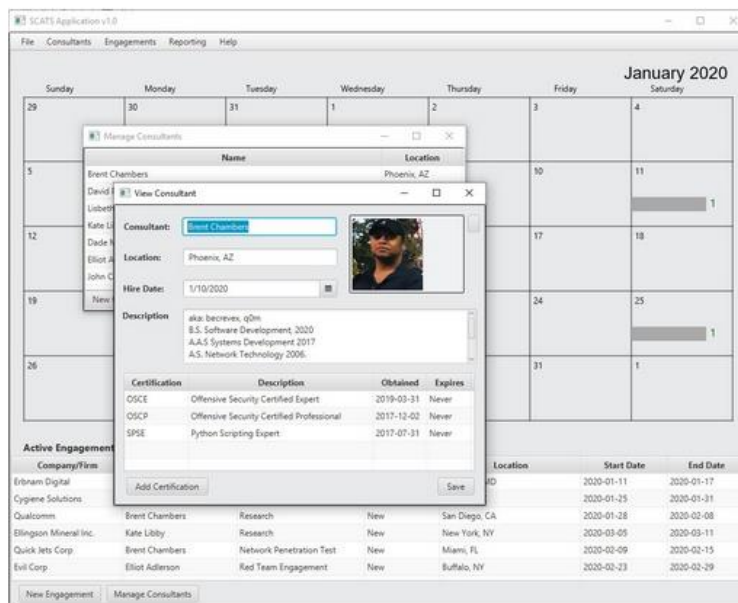 SCATS Application v1.0
File Consultants Engagements Reporting Help
January 2020
Sunday Monday Tuesday Wednesday Thursday Friday Saturday
29 30 31 1 2 3 4
Manage Consultants
Name Location
Brent Chambers Phoenix, AZ
5 10 11
David
1
View Consultant
Lisbeth
Consultant: Brent Chambers
Kate Li
12 17 18
Dade
Location: Phoenix, AZ
Elliot A
John C
Hire Date: 1/10/2020
19 New 24 25
Description
aka: becrevex, q0m
B.S. Software Development, 2020
A.A.S Systems Development 2017
A.S. Network Technology 2006.
1
26 31 1
Certification Description Obtained Expires
OSCE Offensive Security Certified Expert 2019-03-31 Never
OSCP Offensive Security Certified Professional 2017-12-02 Never
SPSE Python Scripting Expert 2017-07-31 Never
Add Certification Save
Active Engagement
Company/Firm Location Start Date End Date
Erbnam Digital MD 2020-01-11 2020-01-17
Cygiene Solutions 2020-01-25 2020-01-31
Qualcomm Brent Chambers Research New San Diego, CA 2020-01-28 2020-02-08
Ellingson Mineral Inc. Kate Libby Research New New York, NY 2020-03-05 2020-03-11
Quick Jets Corp Brent Chambers Network Penetration Test New Miami, FL 2020-02-09 2020-02-15
Evil Corp Elliot Adlerson Red Team Engagement New Buffalo, NY 2020-02-23 2020-02-29
New Engagement Manage Consultants